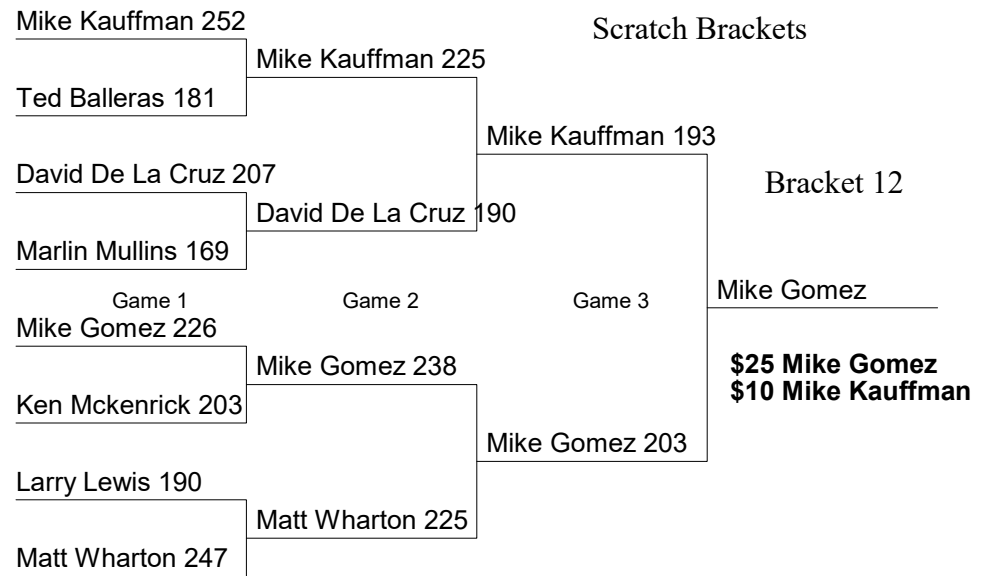 Scratch Brackets
Bracket 12
Mike Kauffman 252
Ted Balleras 181
David De La Cruz 207
Marlin Mullins 169
Game 1
Mike Gomez 226
Ken Mckenrick 203
Larry Lewis 190
Matt Wharton 247
Mike Kauffman 225
David De La Cruz 190
Game 2
Mike Gomez 238
Matt Wharton 225
Mike Kauffman 193
Game 3
Mike Gomez 203
Mike Gomez
$25 Mike Gomez
$10 Mike Kauffman